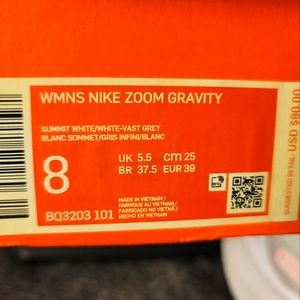 WMNS NIKE ZOOM GRAVITY
SUMMIT WHITE/WHITE-VAST GREY
BLANC SOMMET/GRIS INFINI/BLANC
8
UK 5.5 cm 25
BR 37.5 EUR 39
BQ3203 101
MADE IN VIETNAM /
FABRIQUÉ AU VIETNAM /
FABRICADO NO VIETNÃ /
HECHO EN VIETNAM
SUGGESTED RETAIL: USD $90.00